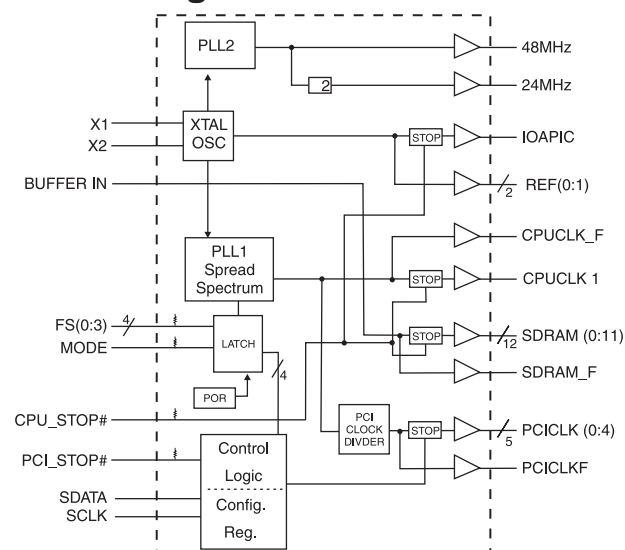 PLL2
48MHz
2
24MHz
X1
X2
XTAL
OSC
STOP
IOAPIC
BUFFER IN
2
REF(0:1)
PLL1
Spread
Spectrum
CPUCLK_F
STOP
CPUCLK 1
FS(0:3)
4
MODE
LATCH
STOP
12
SDRAM (0:11)
4
SDRAM_F
POR
CPU_STOP#
PCI
CLOCK
DIVDER
STOP
5
PCICLK (0:4)
PCI_STOP#
Control
Logic
PCICLKF
SDATA
SCLK
Config.
Reg.